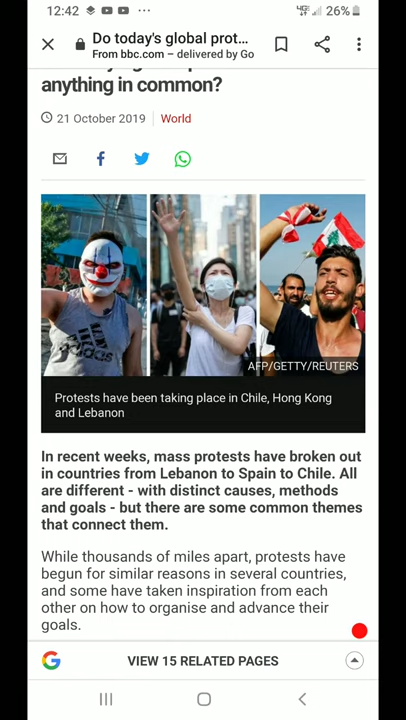 12:42
26%
Do today's global prot...
From bbc.com – delivered by Go
anything in common?
21 October 2019 World
adidas
AFP/GETTY/REUTERS
Protests have been taking place in Chile, Hong Kong
and Lebanon
In recent weeks, mass protests have broken out
in countries from Lebanon to Spain to Chile. All
are different - with distinct causes, methods
and goals - but there are some common themes
that connect them.
While thousands of miles apart, protests have
begun for similar reasons in several countries,
and some have taken inspiration from each
other on how to organise and advance their
goals.
VIEW 15 RELATED PAGES